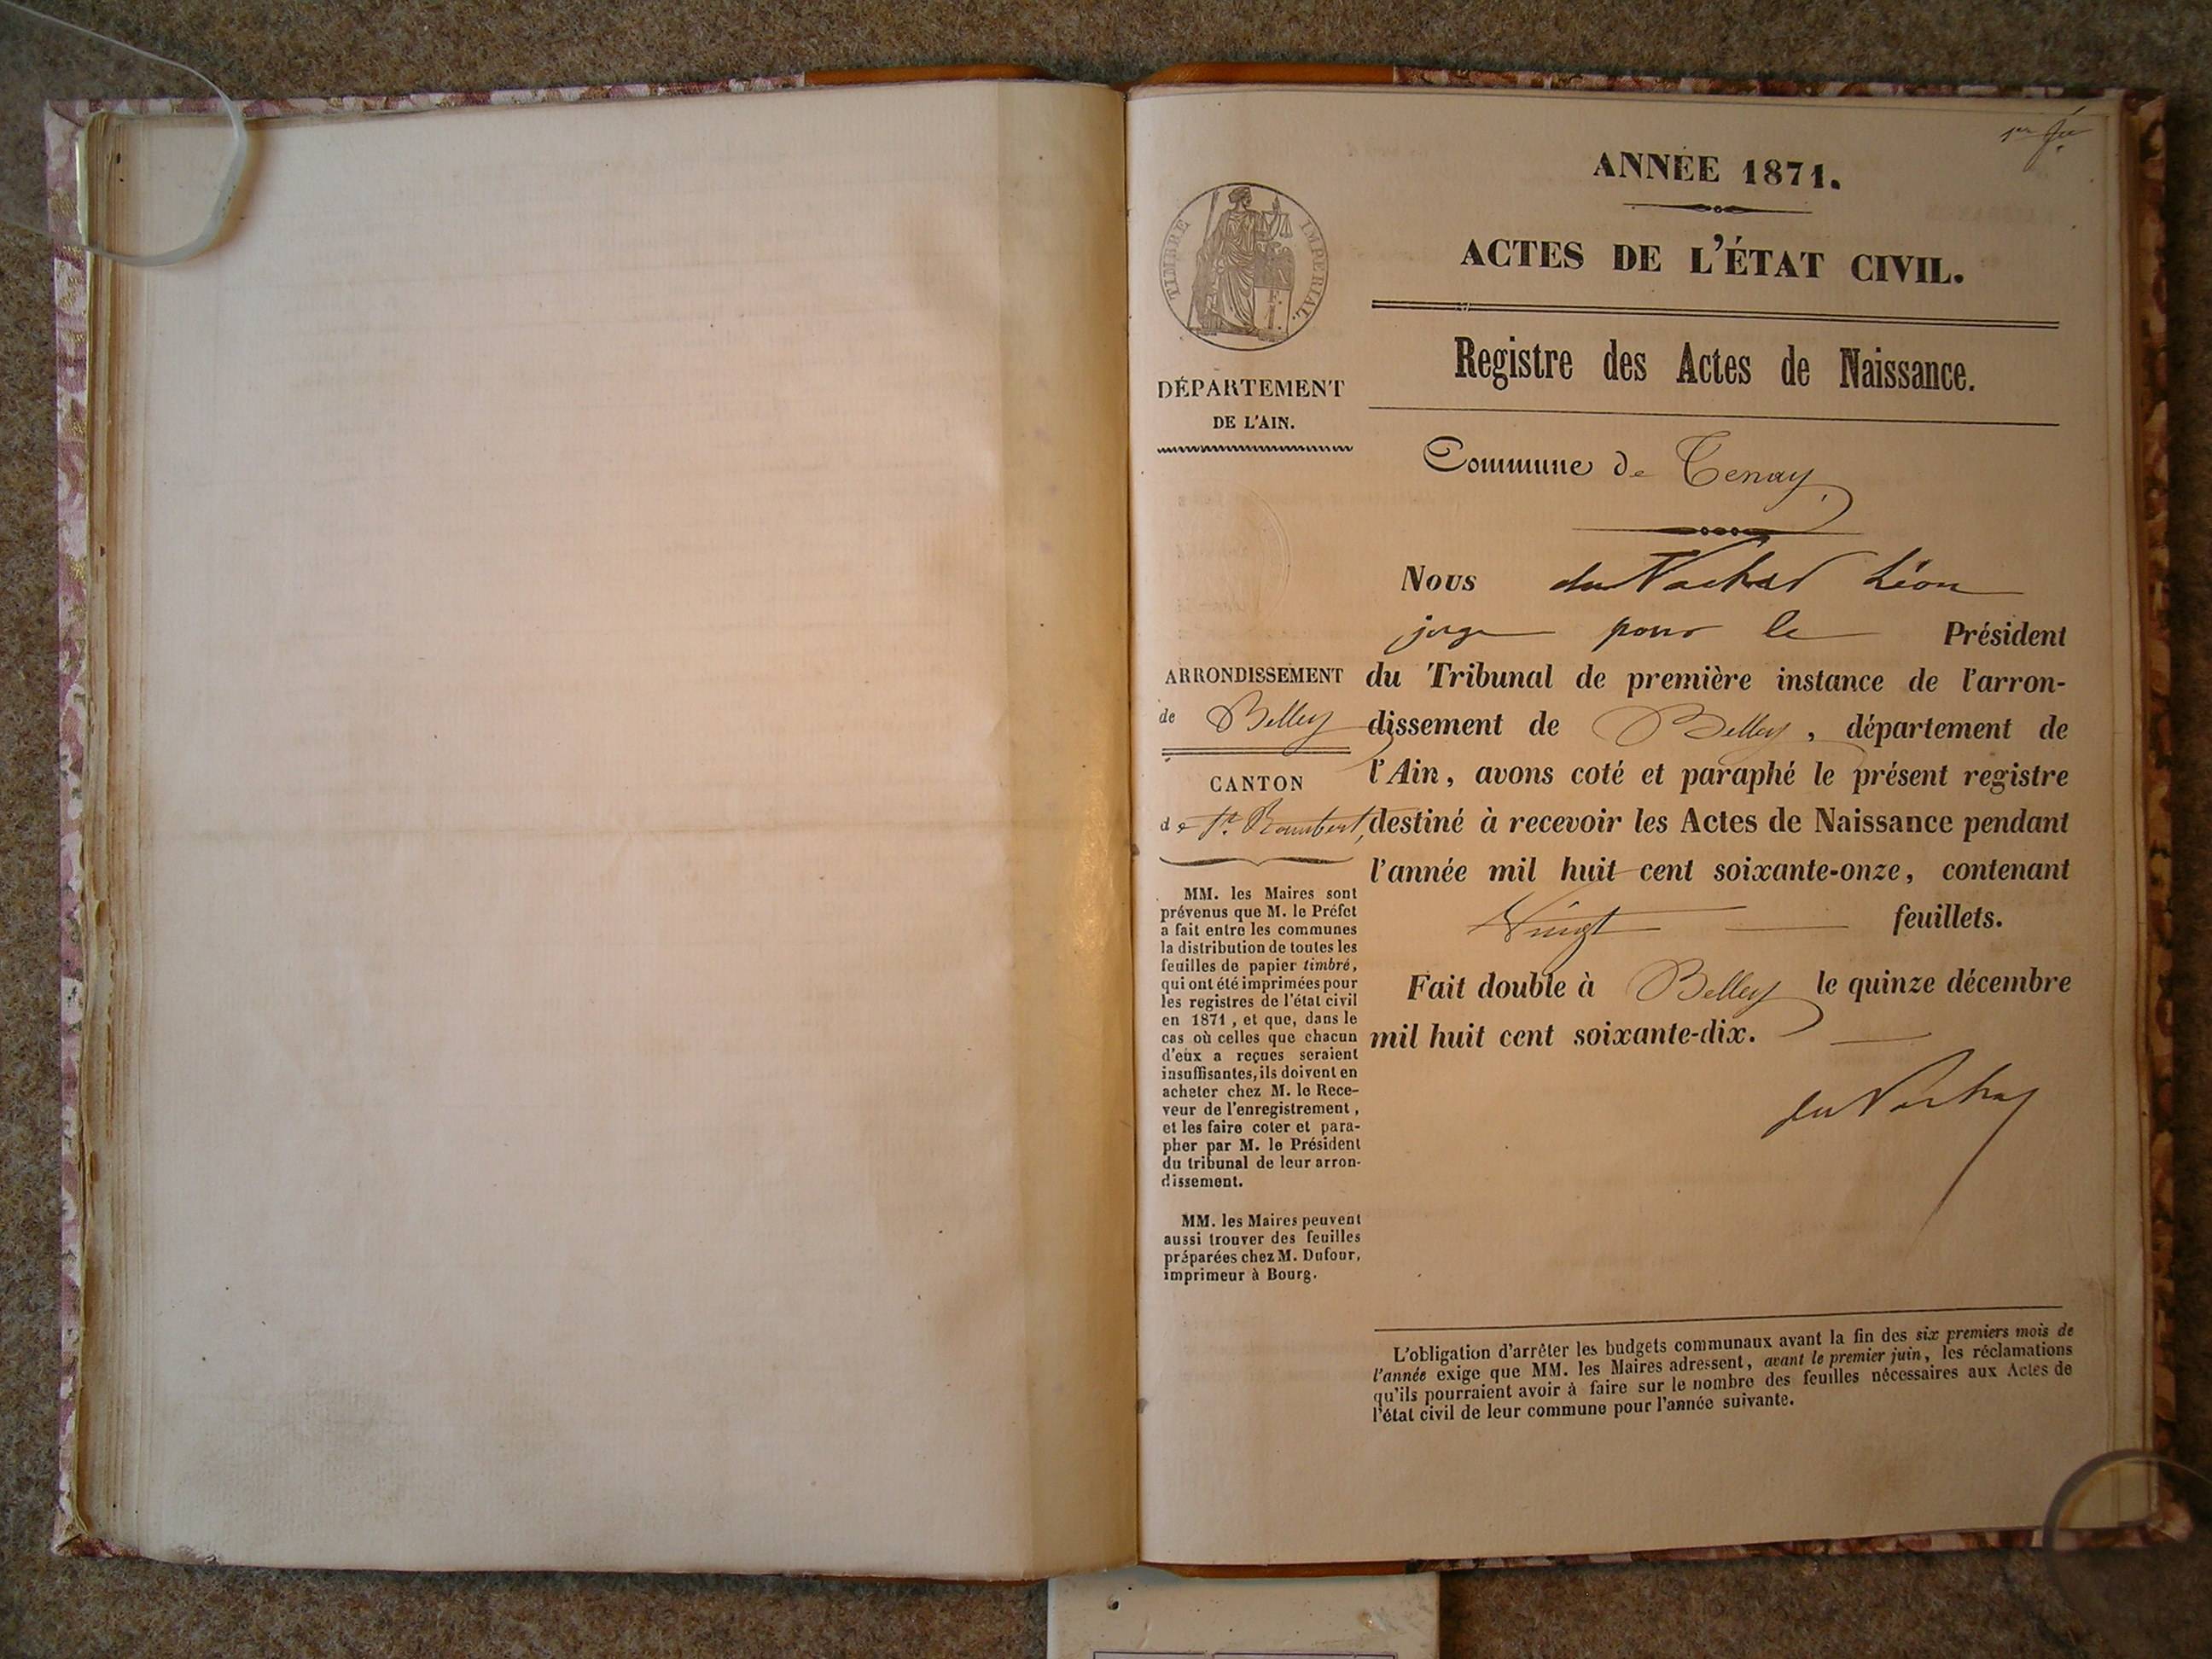 1er
ANNÉE 1871.
ACTES DE L'ÉTAT CIVIL.
Registre des Actes de Naissance.
Commune de Tenay,
TIMBRE IMPERIAL.
DÉPARTEMENT
DE L'AIN.
ARRONDISSEMENT
de Belley
CANTON
de St. Rambert,
MM. les Maires sont
prévenus que M. le Préfet
a fait entre les communes
la distribution de toutes les
feuilles de papier timbré,
qui ont été imprimées pour
les registres de l'état civil
en 1871, et que, dans le
cas où celles que chacun
d'eux a reçues seraient
insuffisantes, ils doivent en
acheter chez M. le Rece-
veur de l'enregistrement,
et les faire coter et para-
pher par M. le Président
du tribunal de leur arron-
dissement.
MM. les Maires peuvent
aussi trouver des feuilles
préparées chez M. Dufour,
imprimeur à Bourg.
Nous Léon
juge pour le Président
du Tribunal de première instance de l'arron-
dissement de Belley, département de
l'Ain, avons coté et paraphé le présent registre
destiné à recevoir les Actes de Naissance pendant
l'année mil huit cent soixante-onze, contenant
Vingt feuillets.
Fait double à Belley le quinze décembre
mil huit cent soixante-dix.
L'obligation d'arrêter les budgets communaux avant la fin des six premiers mois de
l'année exige que MM. les Maires adressent, avant le premier juin, les réclamations
qu'ils pourraient avoir à faire sur le nombre des feuilles nécessaires aux Actes de
l'état civil de leur commune pour l'année suivante.